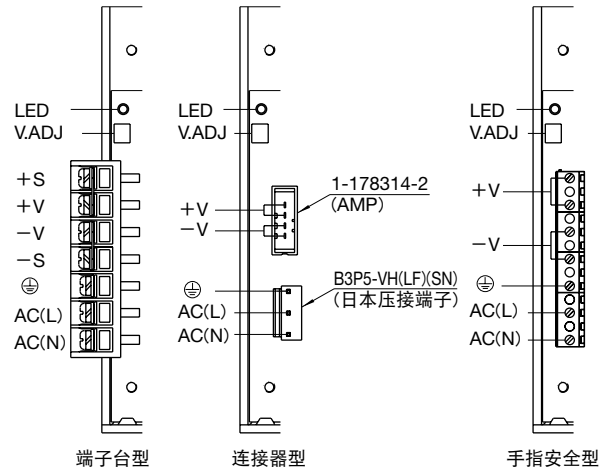 LED
V.ADJ
+S
+V
−V
−S
⏚
AC(L)
AC(N)
端子台型
LED
V.ADJ
1-178314-2
(AMP)
+V
−V
B3P5-VH(LF)(SN)
(日本压接端子)
⏚
AC(L)
AC(N)
连接器型
LED
V.ADJ
+V
−V
⏚
AC(L)
AC(N)
手指安全型